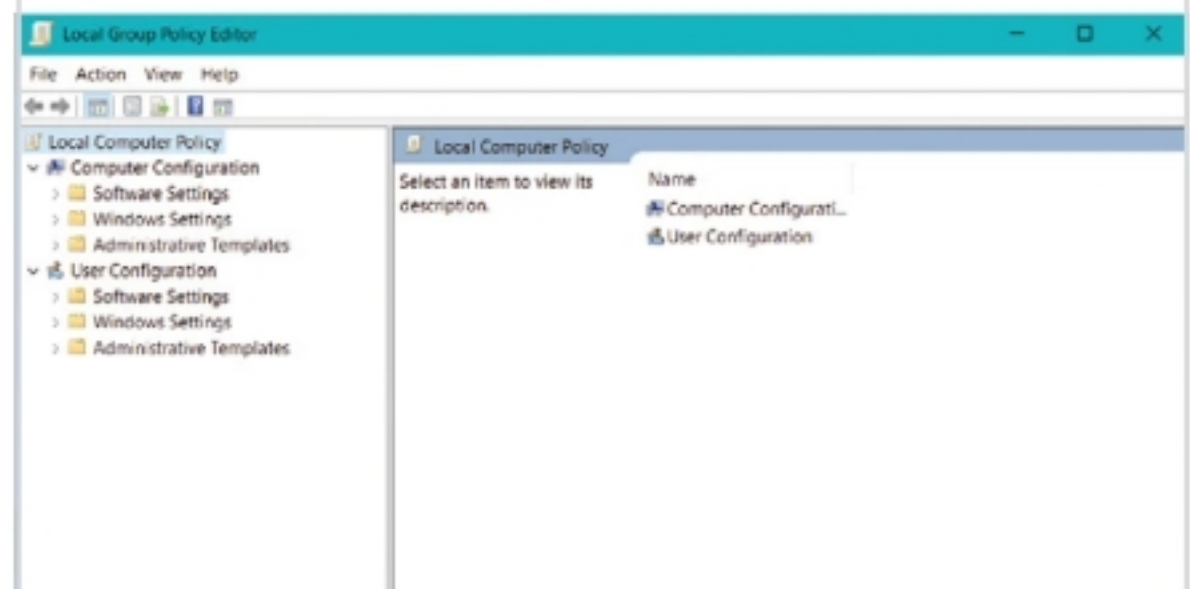 Local Group Policy Editor
File Action View Help
Local Computer Policy
Computer Configuration
Software Settings
Windows Settings
Administrative Templates
User Configuration
Software Settings
Windows Settings
Administrative Templates
Local Computer Policy
Select an item to view its
description.
Name
Computer Configurati...
User Configuration